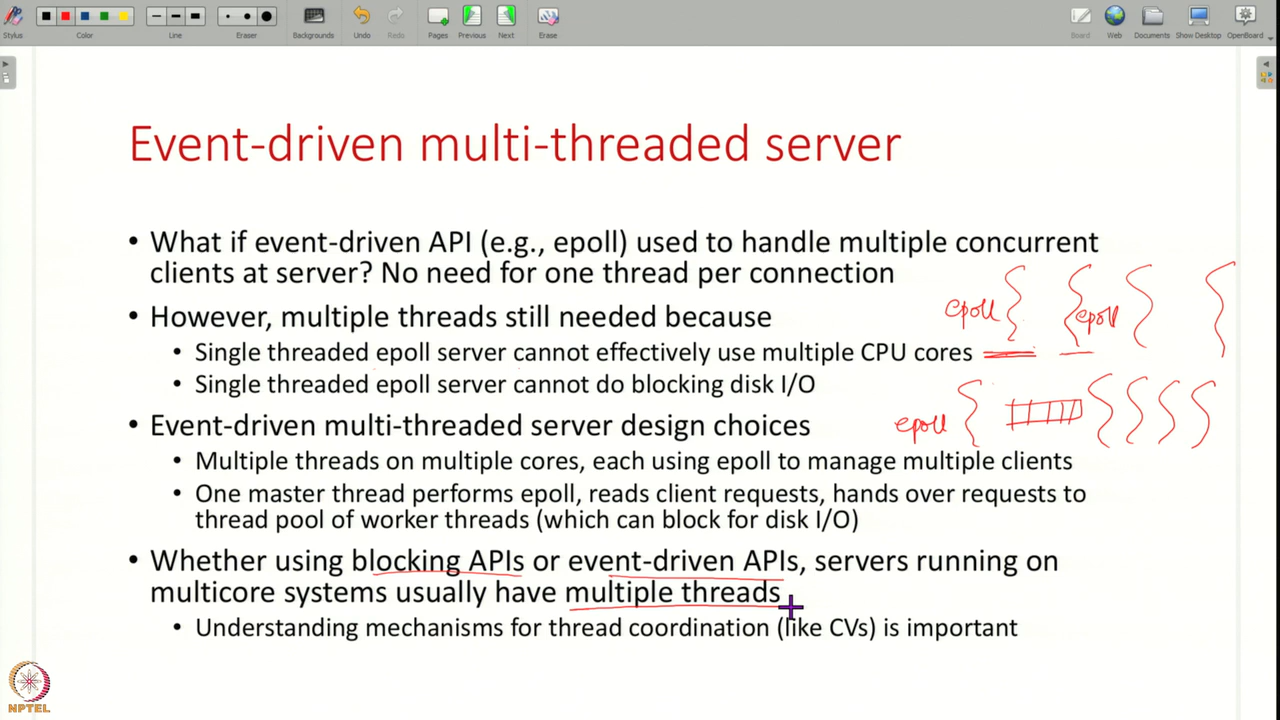 Stylus
Color
Line
Eraser
Backgrounds
Undo
Redo
Pages
Previous
Next
Erase
Board
Web
Documents
Show Desktop
OpenBoard
Event-driven multi-threaded server
• What if event-driven API (e.g., epoll) used to handle multiple concurrent
clients at server? No need for one thread per connection
• However, multiple threads still needed because
epoll
epoll
• Single threaded epoll server cannot effectively use multiple CPU cores
• Single threaded epoll server cannot do blocking disk I/O
• Event-driven multi-threaded server design choices
epoll
• Multiple threads on multiple cores, each using epoll to manage multiple clients
• One master thread performs epoll, reads client requests, hands over requests to
thread pool of worker threads (which can block for disk I/O)
• Whether using blocking APIs or event-driven APIs, servers running on
multicore systems usually have multiple threads
• Understanding mechanisms for thread coordination (like CVs) is important
NPTEL